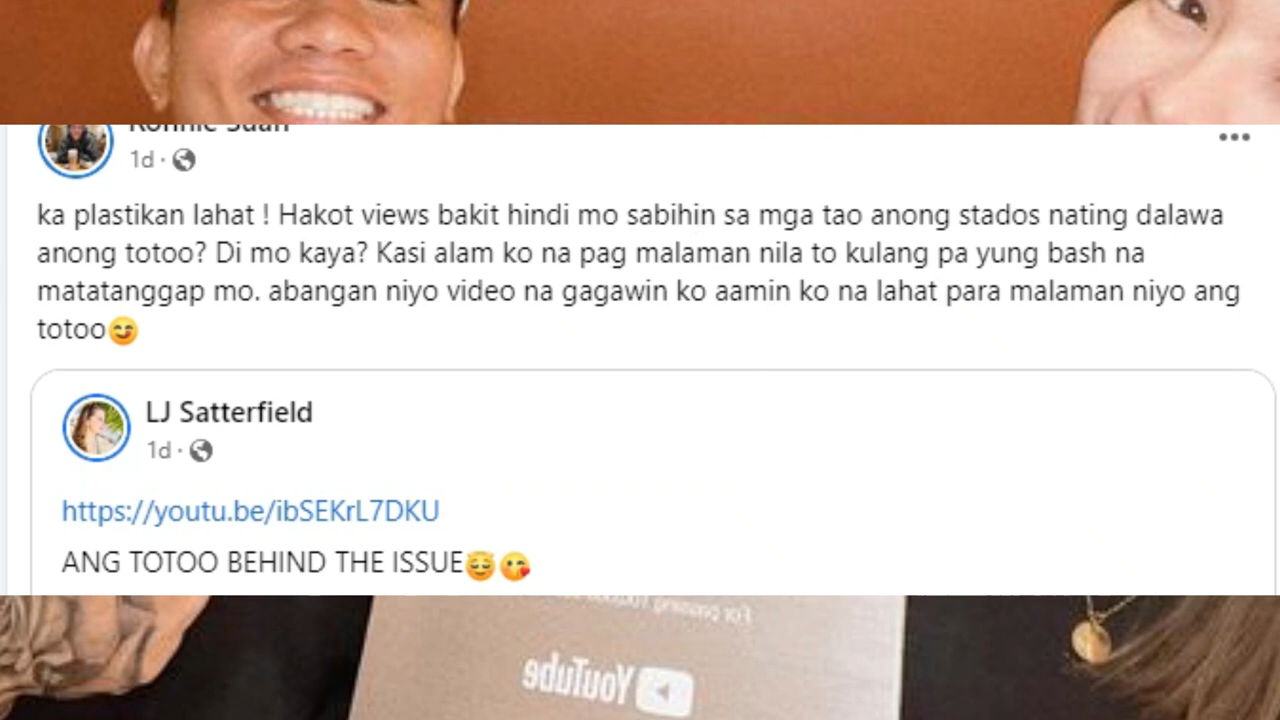 1d ·
ka plastikan lahat ! Hakot views bakit hindi mo sabihin sa mga tao anong stados nating dalawa
anong totoo? Di mo kaya? Kasi alam ko na pag malaman nila to kulang pa yung bash na
matatanggap mo. abangan niyo video na gagawin ko aamin ko na lahat para malaman niyo ang
totoo😋
LJ Satterfield
1d ·
https://youtu.be/ibSEKrL7DKU
ANG TOTOO BEHIND THE ISSUE😇😘
For passing
YouTube